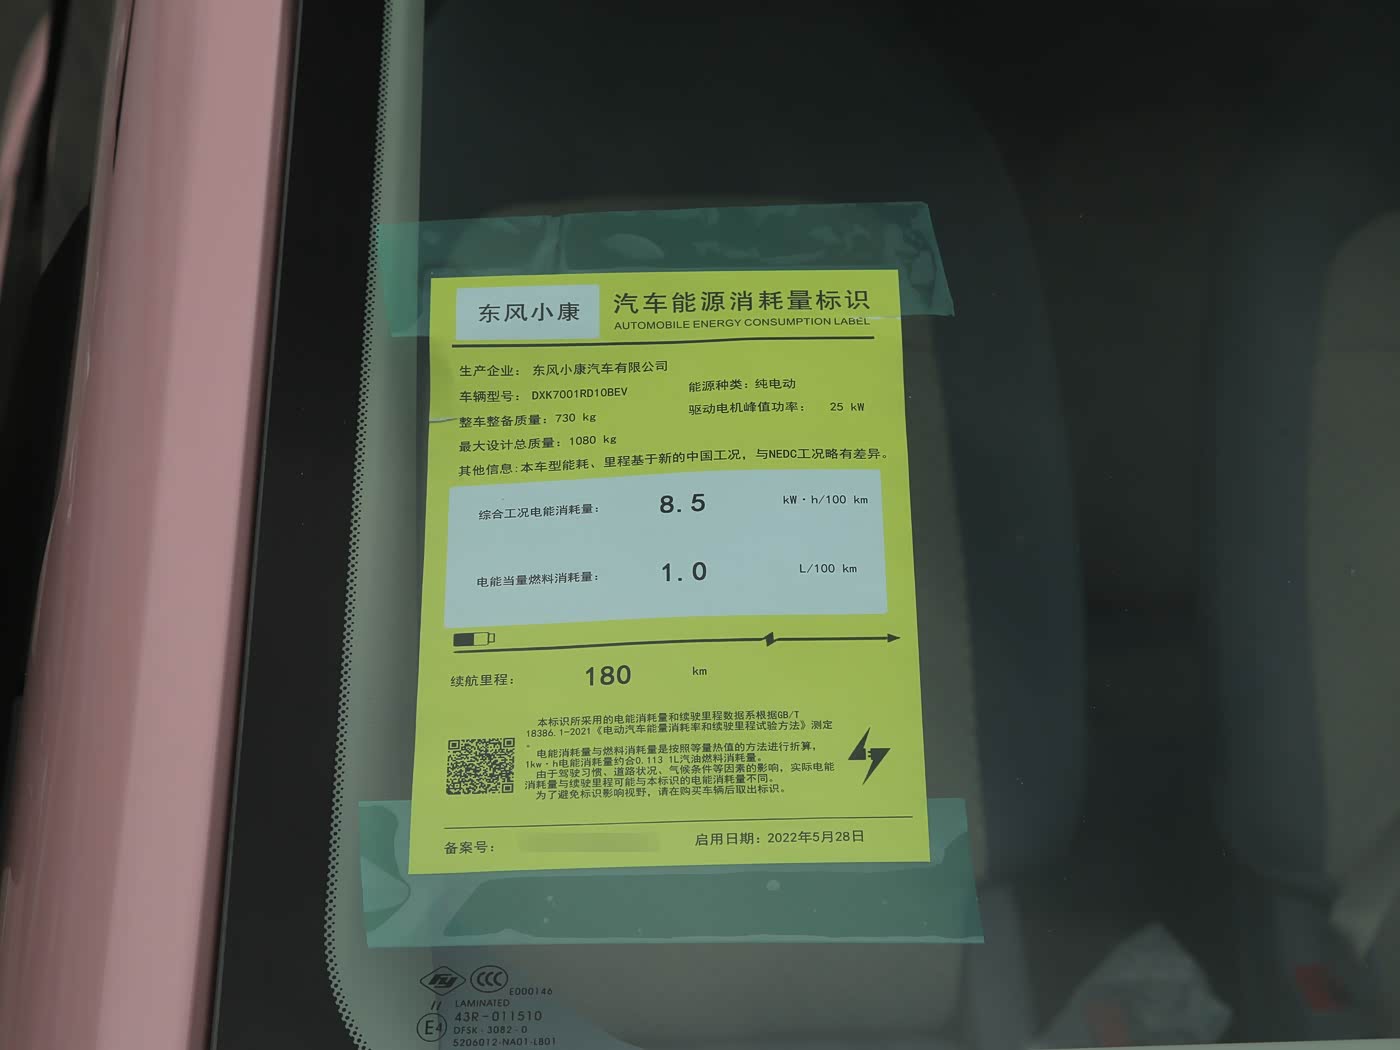 东风小康
汽车能源消耗量标识
AUTOMOBILE ENERGY CONSUMPTION LABEL
生产企业: 东风小康汽车有限公司
车辆型号: DXK7001RD10BEV
能源种类: 纯电动
整车整备质量: 730 kg
驱动电机峰值功率: 25 kW
最大设计总质量: 1080 kg
其他信息:本车型能耗、里程基于新的中国工况, 与NEDC工况略有差异。
综合工况电能消耗量: 8.5 kW·h/100 km
电能当量燃料消耗量: 1.0 L/100 km
续航里程: 180 km
本标识所采用的电能消耗量和续驶里程数据系根据GB/T
18386.1-2021《电动汽车能量消耗率和续驶里程试验方法》测定
。
电能消耗量与燃料消耗量是按照等量热值的方法进行折算,
1kw·h电能消耗量约合0.113 1L汽油燃料消耗量。
由于驾驶习惯、道路状况、气候条件等因素的影响, 实际电能
消耗量与续驶里程可能与本标识的电能消耗量不同。
为了避免标识影响视野, 请在购买车辆后取出标识。
备案号:
启用日期: 2022年5月28日
FY CCC E000146
// LAMINATED
43R-011510
E4 DFSK-3082-0
5206012-NA01-LB01